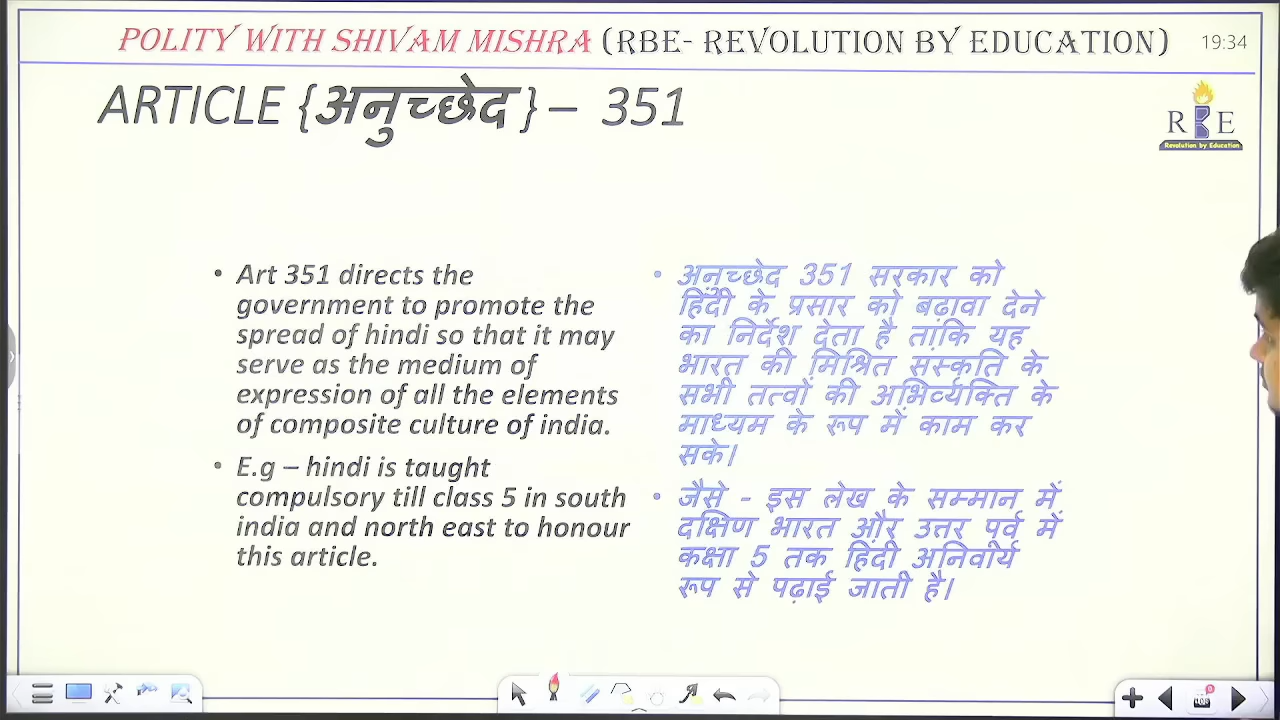 POLITY WITH SHIVAM MISHRA (RBE- REVOLUTION BY EDUCATION)
19:34
ARTICLE {अनुच्छेद } – 351
R B E
Revolution by Education
• Art 351 directs the
government to promote the
spread of hindi so that it may
serve as the medium of
expression of all the elements
of composite culture of india.
• E.g – hindi is taught
compulsory till class 5 in south
india and north east to honour
this article.
• अनुच्छेद 351 सरकार को
हिंदी के प्रसार को बढ़ावा देने
का निर्देश देता है ताकि यह
भारत की मिश्रित संस्कृति के
सभी तत्वों की अभिव्यक्ति के
माध्यम के रूप में काम कर
सके।
• जैसे - इस लेख के सम्मान में
दक्षिण भारत और उत्तर पूर्व में
कक्षा 5 तक हिंदी अनिवार्य
रूप से पढ़ाई जाती है।